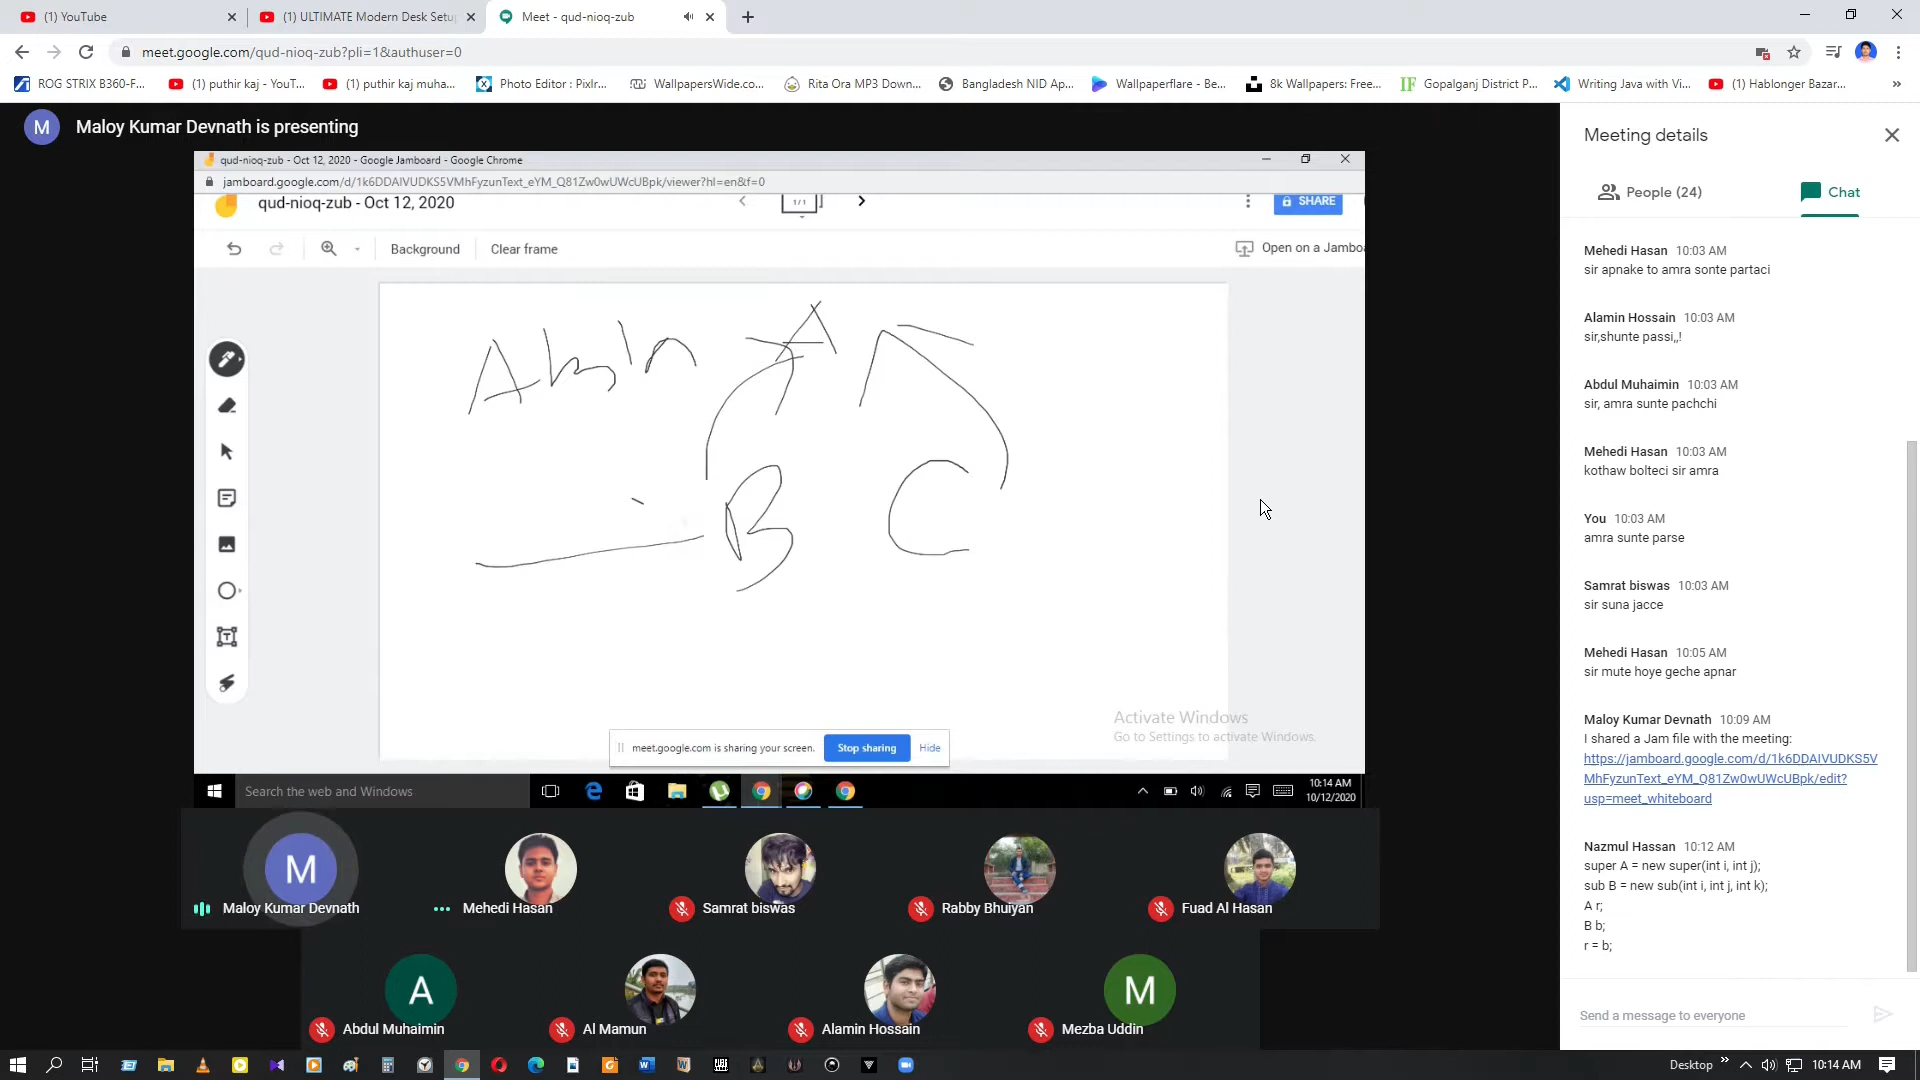 (1) YouTube
(1) ULTIMATE Modern Desk Setu
Meet - qud-nioq-zub
meet.google.com/qud-nioq-zub?pli=1&authuser=0
ROG STRIX B360-F...
(1) puthir kaj - YouT...
(1) puthir kaj muha...
Photo Editor : Pixlr...
WallpapersWide.co...
Rita Ora MP3 Down...
Bangladesh NID Ap...
Wallpaperflare - Be...
8k Wallpapers: Free...
Gopalganj District P...
Writing Java with Vi...
(1) Hablonger Bazar...
M Maloy Kumar Devnath is presenting
qud-nioq-zub - Oct 12, 2020 - Google Jamboard - Google Chrome
jamboard.google.com/d/1k6DDAIVUDKS5VMhFyzunText_eYM_Q81Zw0wUWcUBpk/viewer?hl=en&f=0
qud-nioq-zub - Oct 12, 2020
1/1
SHARE
Background
Clear frame
Open on a Jamboa
A
B C
Activate Windows
Go to Settings to activate Windows.
meet.google.com is sharing your screen.
Stop sharing
Hide
Search the web and Windows
10:14 AM
10/12/2020
M
Maloy Kumar Devnath
Mehedi Hasan
Samrat biswas
Rabby Bhuiyan
Fuad Al Hasan
A
M
Abdul Muhaimin
Al Mamun
Alamin Hossain
Mezba Uddin
Meeting details
People (24)
Chat
Mehedi Hasan 10:03 AM
sir apnake to amra sonte partaci
Alamin Hossain 10:03 AM
sir,shunte passi,,!
Abdul Muhaimin 10:03 AM
sir, amra sunte pachchi
Mehedi Hasan 10:03 AM
kothaw bolteci sir amra
You 10:03 AM
amra sunte parse
Samrat biswas 10:03 AM
sir suna jacce
Mehedi Hasan 10:05 AM
sir mute hoye geche apnar
Maloy Kumar Devnath 10:09 AM
I shared a Jam file with the meeting:
https://jamboard.google.com/d/1k6DDAIVUDKS5V
MhFyzunText_eYM_Q81Zw0wUWcUBpk/edit?
usp=meet_whiteboard
Nazmul Hassan 10:12 AM
super A = new super(int i, int j);
sub B = new sub(int i, int j, int k);
A r;
B b;
r = b;
Send a message to everyone
Desktop
10:14 AM